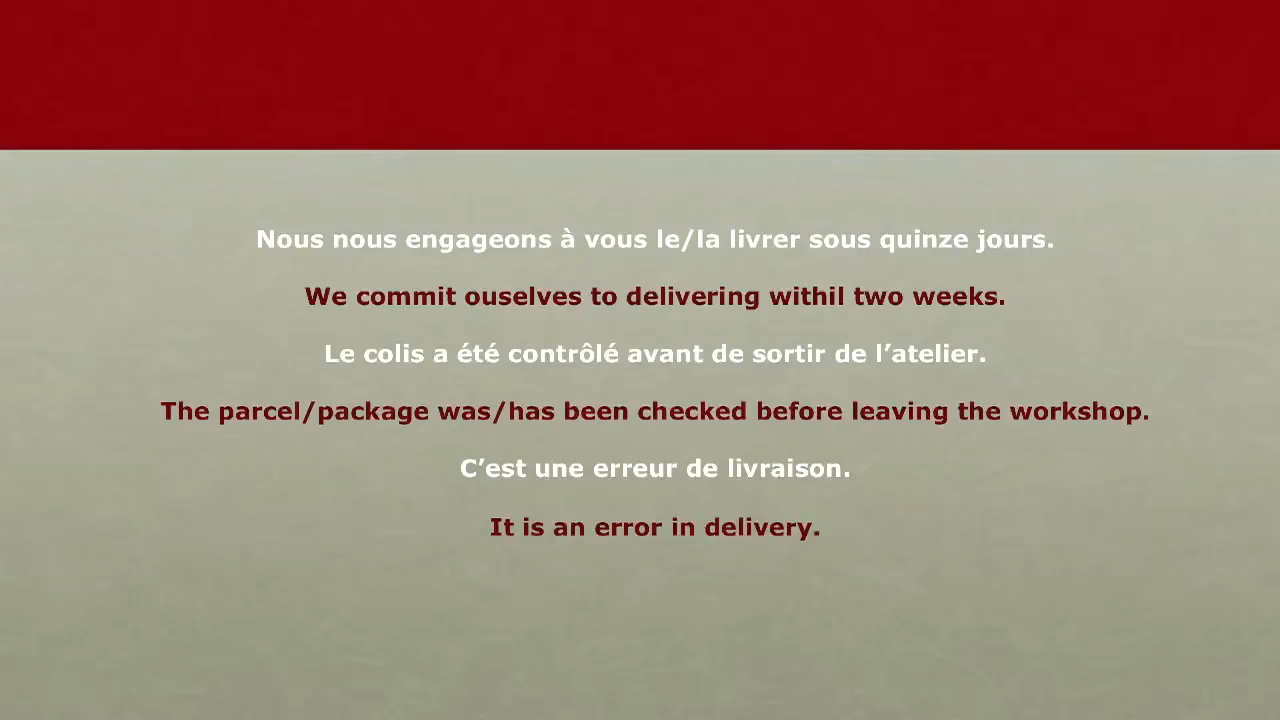 Nous nous engageons à vous le/la livrer sous quinze jours.
We commit ouselves to delivering withil two weeks.
Le colis a été contrôlé avant de sortir de l’atelier.
The parcel/package was/has been checked before leaving the workshop.
C’est une erreur de livraison.
It is an error in delivery.